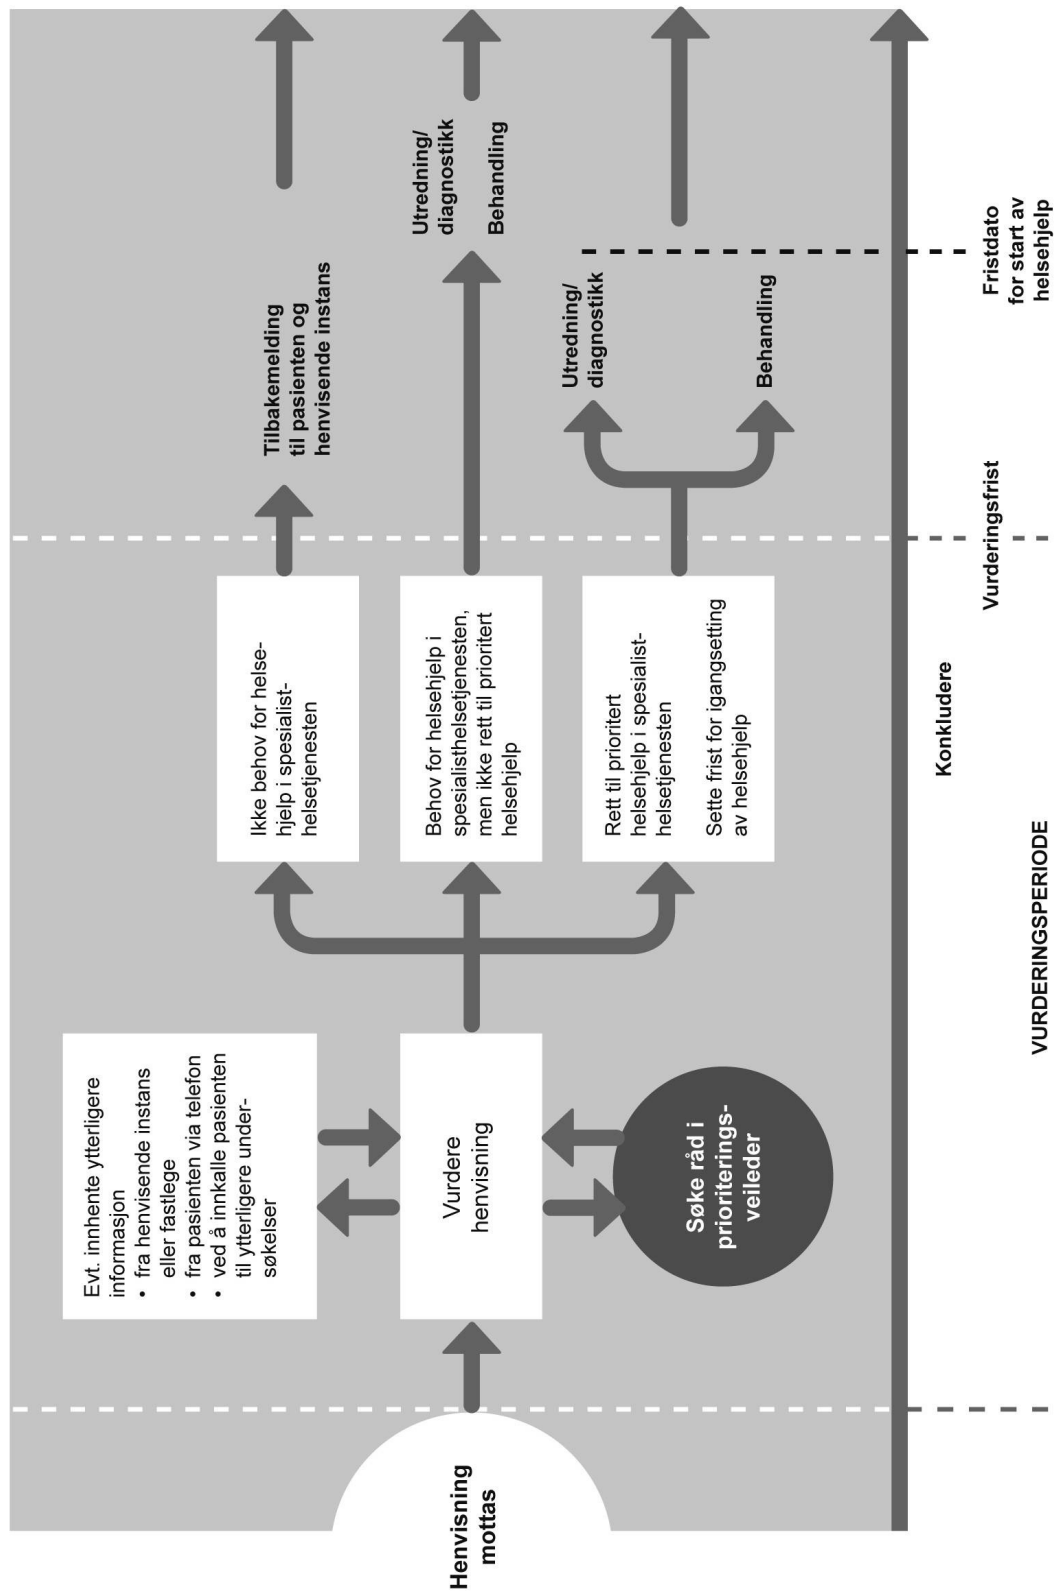 Henvisning
mottas
Evt. innhente ytterligere
informasjon
• fra henvisende instans
eller fastlege
• fra pasienten via telefon
• ved å innkalle pasienten
til ytterligere under-
søkelser
Vurdere
henvisning
Søke råd i
prioriterings-
veileder
Ikke behov for helse-
hjelp i spesialist-
helsetjenesten
Behov for helsehjelp i
spesialisthelsetjenesten,
men ikke rett til prioritert
helsehjelp
Rett til prioritert
helsehjelp i spesialist-
helsetjenesten
Sette frist for igangsetting
av helsehjelp
Tilbakemelding
til pasienten og
henvisende instans
Utredning/
diagnostikk
Behandling
Utredning/
diagnostikk
Behandling
Konkludere
Vurderingsfrist
Fristdato
for start av
helsehjelp
VURDERINGSPERIODE